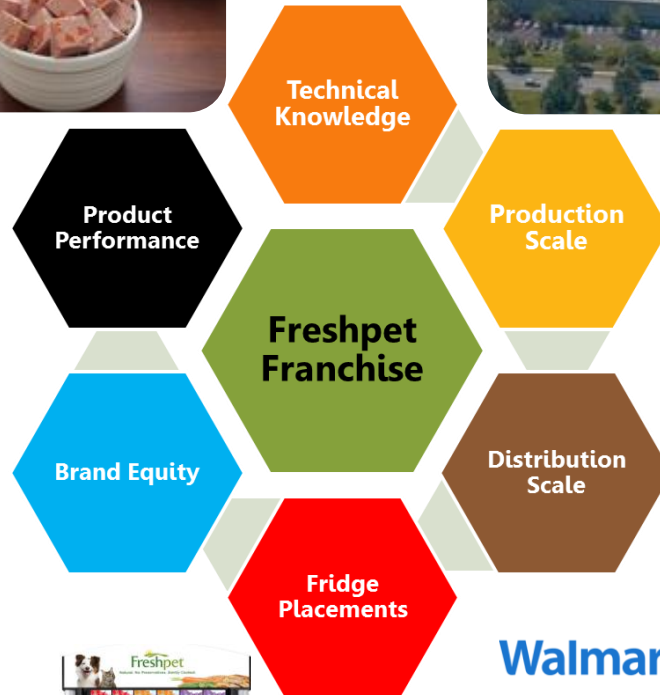 Technical
Knowledge
Product
Performance
Production
Scale
Freshpet
Franchise
Brand Equity
Distribution
Scale
Fridge
Placements
Freshpet
Walmar